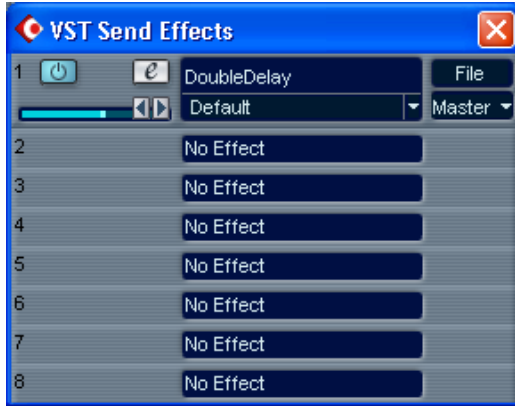 VST Send Effects
1 e DoubleDelay File
Default Master
2 No Effect
3 No Effect
4 No Effect
5 No Effect
6 No Effect
7 No Effect
8 No Effect